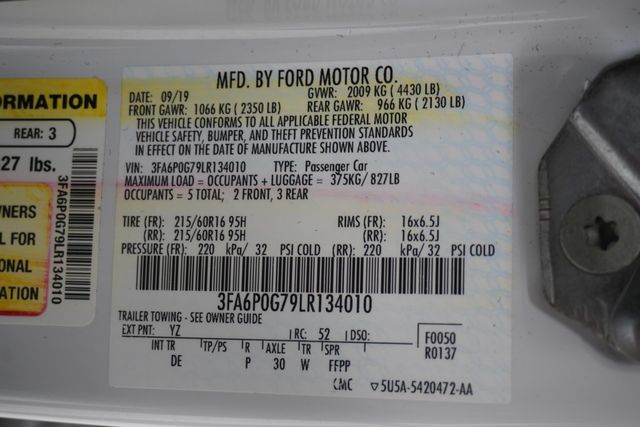 MFD. BY FORD MOTOR CO.
DATE: 09/19 GVWR: 2009 KG ( 4430 LB)
FRONT GAWR: 1066 KG ( 2350 LB) REAR GAWR: 966 KG ( 2130 LB)
THIS VEHICLE CONFORMS TO ALL APPLICABLE FEDERAL MOTOR
VEHICLE SAFETY, BUMPER, AND THEFT PREVENTION STANDARDS
IN EFFECT ON THE DATE OF MANUFACTURE SHOWN ABOVE.
VIN: 3FA6P0G79LR134010 TYPE: Passenger Car
MAXIMUM LOAD = OCCUPANTS + LUGGAGE = 375KG/ 827LB
OCCUPANTS = 5 TOTAL; 2 FRONT, 3 REAR
TIRE (FR): 215/60R16 95H RIMS (FR): 16x6.5J
(RR): 215/60R16 95H (RR): 16x6.5J
PRESSURE (FR): 220 kPa/ 32 PSI COLD (RR): 220 kPa/ 32 PSI COLD
3FA6P0G79LR134010
TRAILER TOWING - SEE OWNER GUIDE
EXT PNT: YZ RC: 52 DSO: F0050
INT TR TP/PS R AXLE TR SPR R0137
DE P 30 W FFPP
CMC 5U5A-5420472-AA
ORMATION
REAR: 3
27 lbs.
WNERS
L FOR
ONAL
ATION
3FA6P0G79LR134010